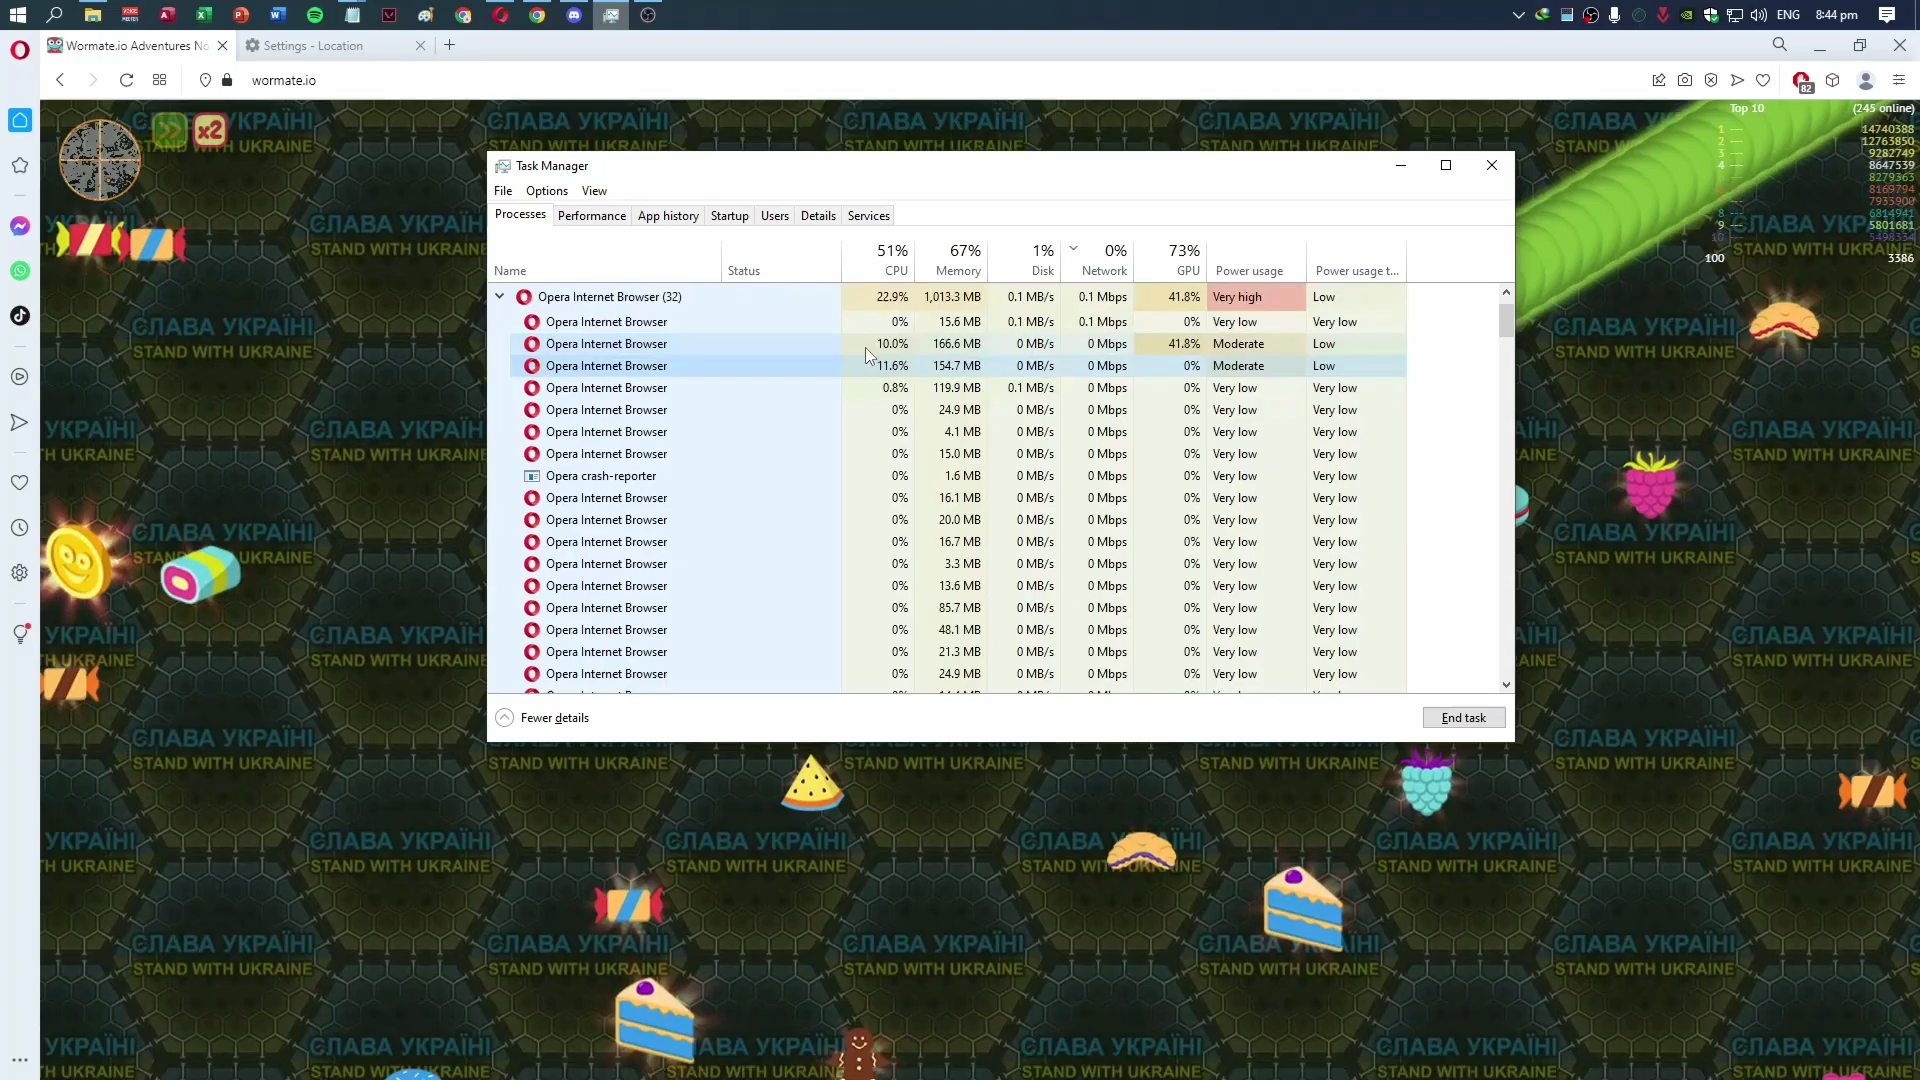 ENG
8:44 pm
Wormate.io Adventures No
Settings - Location
wormate.io
82
x2
Top 10
(245 online)
1
14740388
2
12763850
3
9282749
4
8647539
8279363
8169794
7933900
8
6814941
9
5801681
10
5498334
100
3386
Task Manager
File Options View
Processes Performance App history Startup Users Details Services
51% 67% 1% 0% 73%
Name Status CPU Memory Disk Network GPU Power usage Power usage t...
Opera Internet Browser (32) 22.9% 1,013.3 MB 0.1 MB/s 0.1 Mbps 41.8% Very high Low
Opera Internet Browser 0% 15.6 MB 0.1 MB/s 0.1 Mbps 0% Very low Very low
Opera Internet Browser 10.0% 166.6 MB 0 MB/s 0 Mbps 41.8% Moderate Low
Opera Internet Browser 11.6% 154.7 MB 0 MB/s 0 Mbps 0% Moderate Low
Opera Internet Browser 0.8% 119.9 MB 0.1 MB/s 0 Mbps 0% Very low Very low
Opera Internet Browser 0% 24.9 MB 0 MB/s 0 Mbps 0% Very low Very low
Opera Internet Browser 0% 4.1 MB 0 MB/s 0 Mbps 0% Very low Very low
Opera Internet Browser 0% 15.0 MB 0 MB/s 0 Mbps 0% Very low Very low
Opera crash-reporter 0% 1.6 MB 0 MB/s 0 Mbps 0% Very low Very low
Opera Internet Browser 0% 16.1 MB 0 MB/s 0 Mbps 0% Very low Very low
Opera Internet Browser 0% 20.0 MB 0 MB/s 0 Mbps 0% Very low Very low
Opera Internet Browser 0% 16.7 MB 0 MB/s 0 Mbps 0% Very low Very low
Opera Internet Browser 0% 3.3 MB 0 MB/s 0 Mbps 0% Very low Very low
Opera Internet Browser 0% 13.6 MB 0 MB/s 0 Mbps 0% Very low Very low
Opera Internet Browser 0% 85.7 MB 0 MB/s 0 Mbps 0% Very low Very low
Opera Internet Browser 0% 48.1 MB 0 MB/s 0 Mbps 0% Very low Very low
Opera Internet Browser 0% 21.3 MB 0 MB/s 0 Mbps 0% Very low Very low
Opera Internet Browser 0% 24.9 MB 0 MB/s 0 Mbps 0% Very low Very low
Fewer details
End task
СЛАВА УКРАЇНІ
STAND WITH UKRAINE